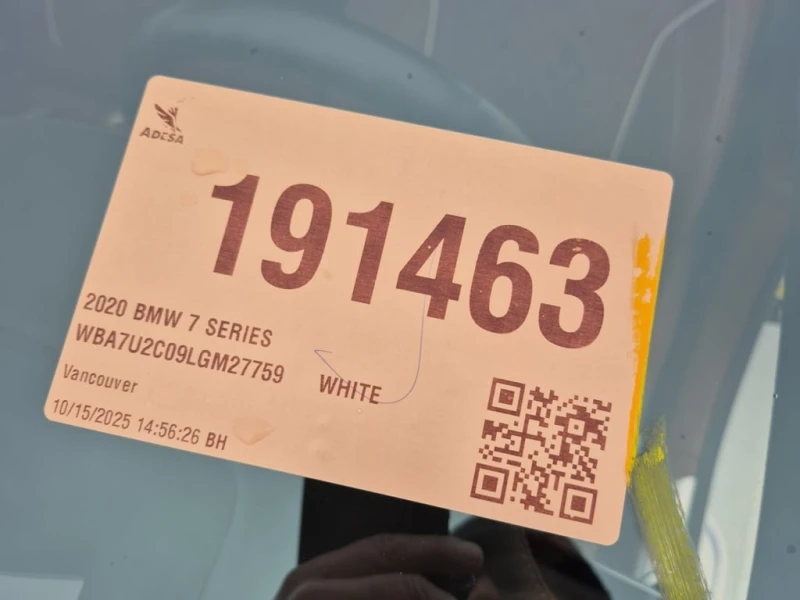 ADESA
191463
2020 BMW 7 SERIES
WBA7U2C09LGM27759
WHITE
Vancouver
10/15/2025 14:56:26 BH